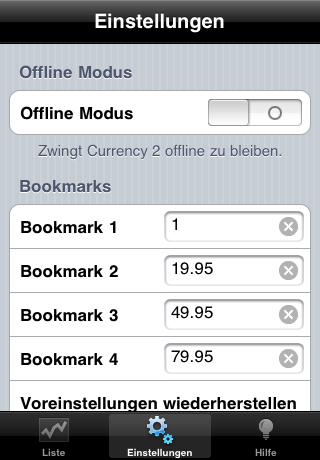 Einstellungen
Offline Modus
Offline Modus
Zwingt Currency 2 offline zu bleiben.
Bookmarks
Bookmark 1 1
Bookmark 2 19.95
Bookmark 3 49.95
Bookmark 4 79.95
Voreinstellungen wiederherstellen
Liste Einstellungen Hilfe